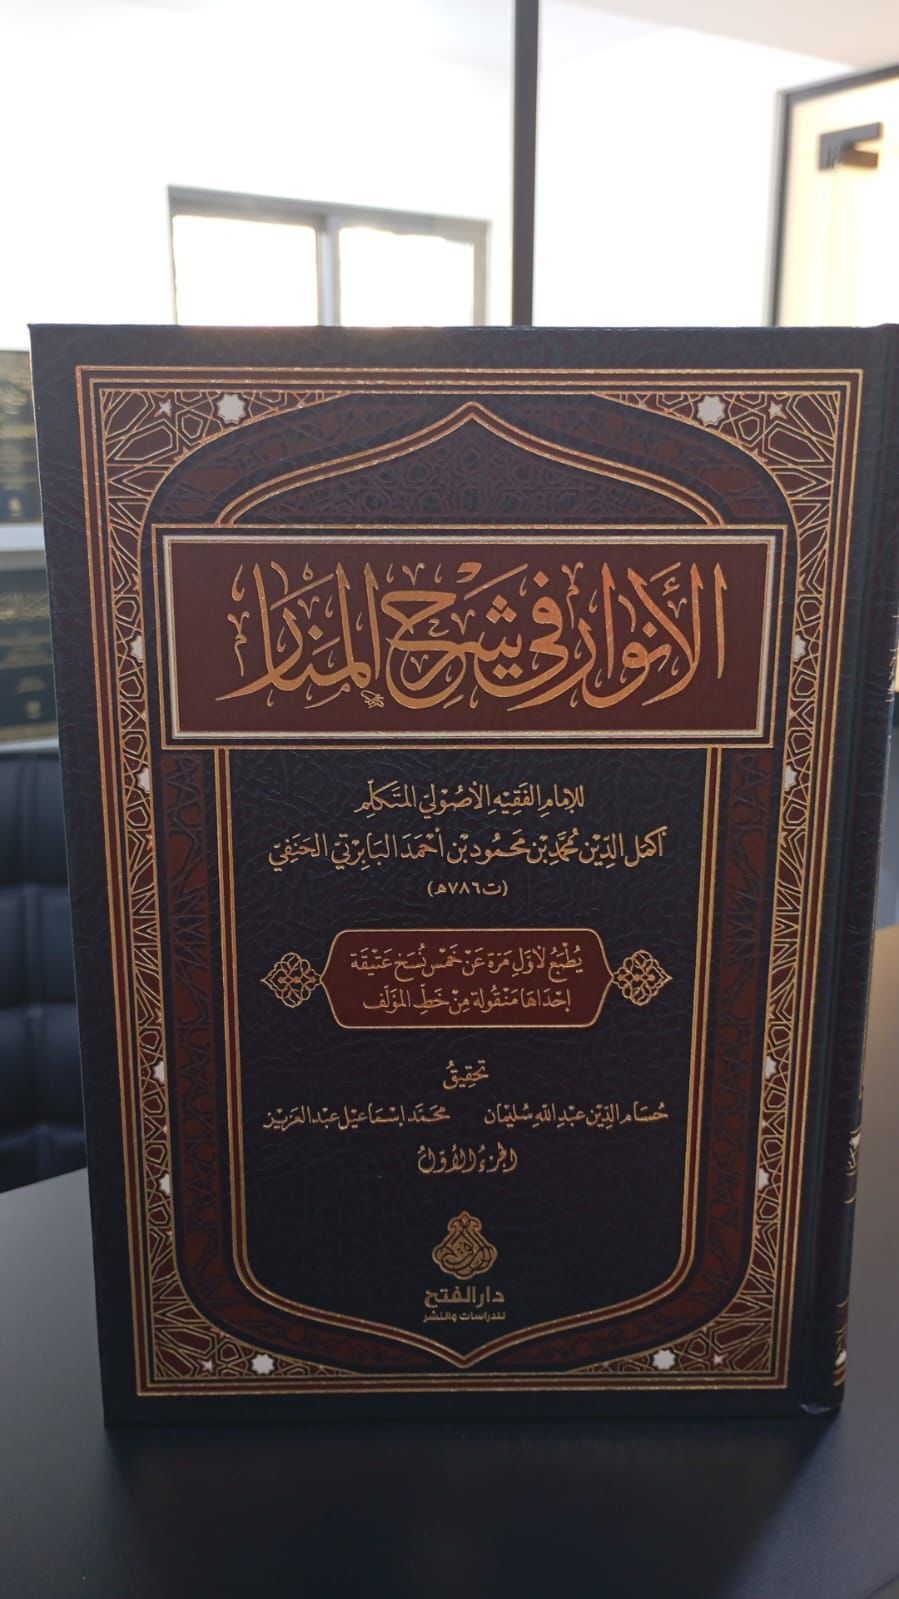 الأنوار في شرح المنار
للإمام الفقيه الأصولي المتكلم
أكمل الدين محمد بن محمود بن أحمد البابرتي الحنفي
(ت٧٨٦هـ)
يُطبع لأول مرة عن خمس نسخ عتيقة
إحداها منقولة من خط المؤلف
تحقيق
حسام الدين عبد الله سليمان محمد إسماعيل عبد العزيز
الجزء الأول
دار الفتح
للدراسات والنشر